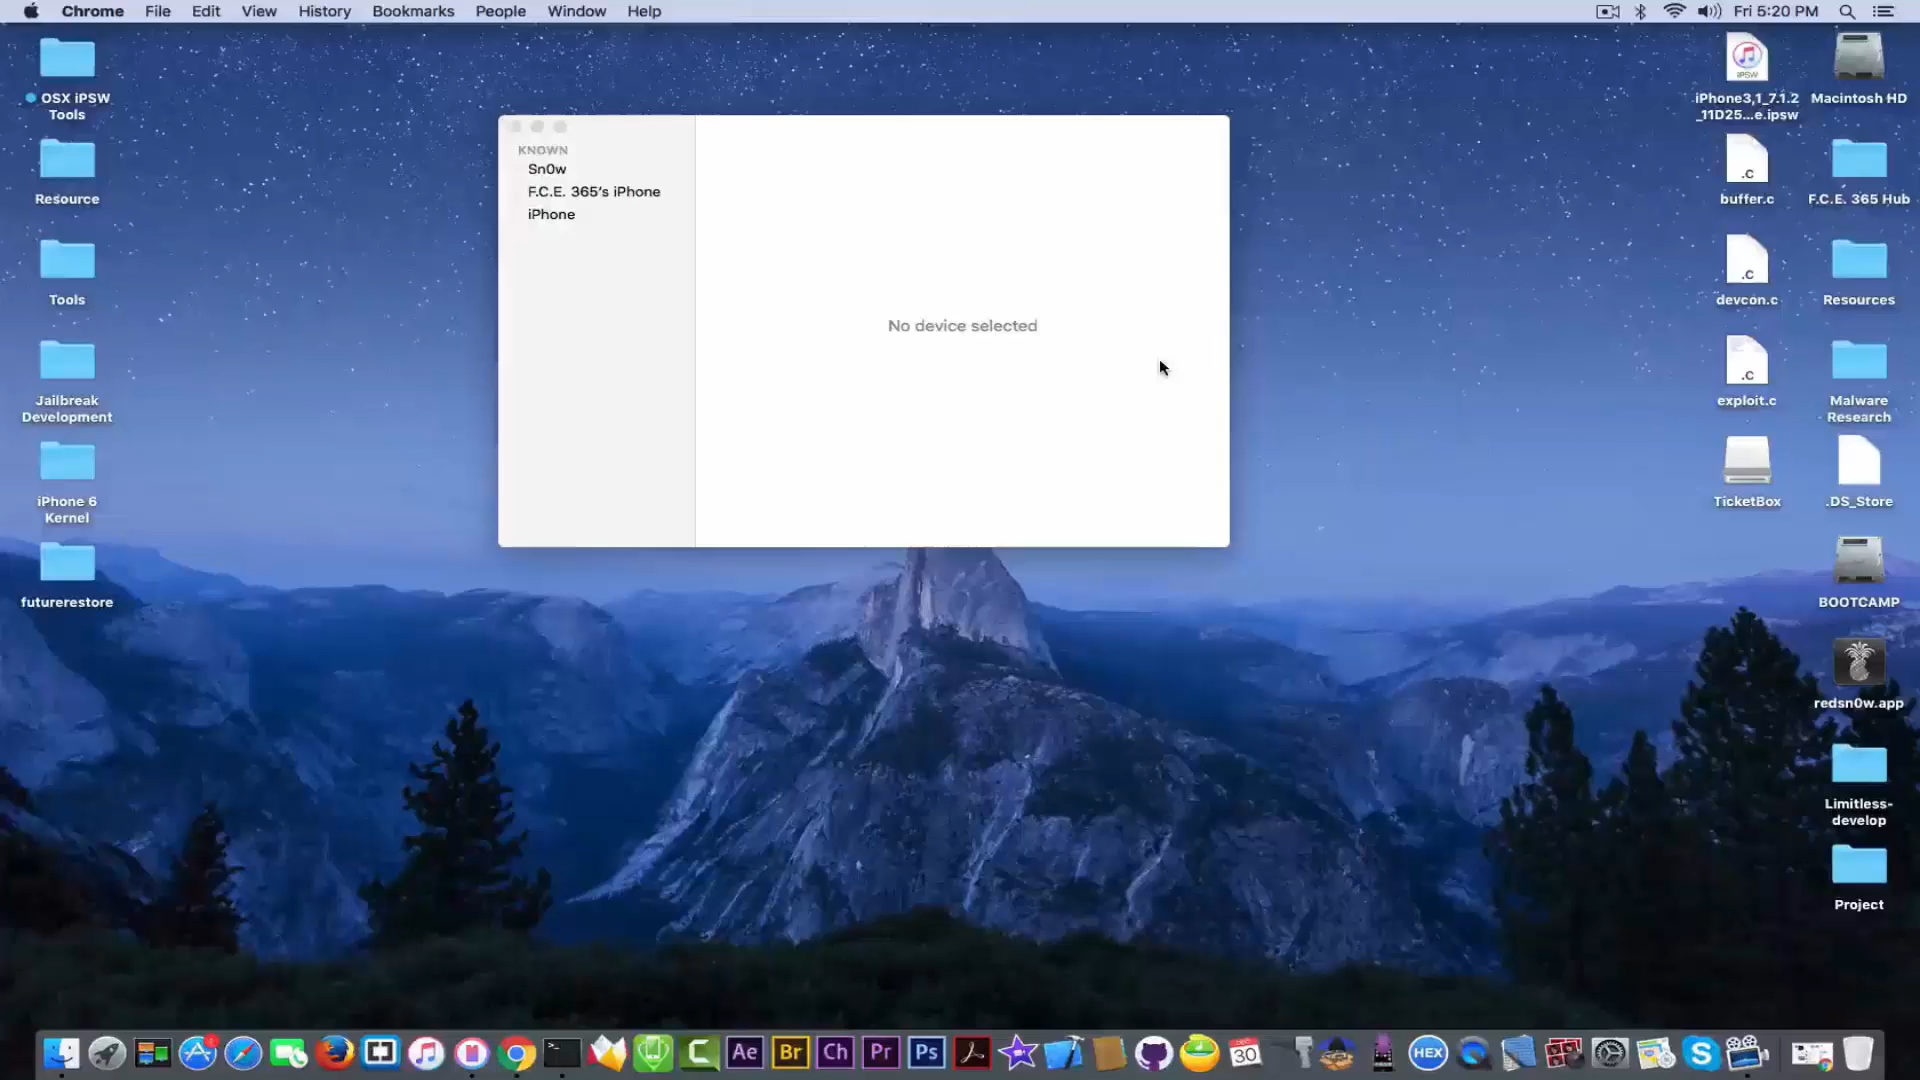 Chrome File Edit View History Bookmarks People Window Help
Fri 5:20 PM
OSX iPSW
Tools
Resource
Tools
Jailbreak
Development
iPhone 6
Kernel
futurerestore
KNOWN
Sn0w
F.C.E. 365's iPhone
iPhone
No device selected
IPSW
iPhone3,1_7.1.2
_11D25...e.ipsw
.C
buffer.c
.C
devcon.c
.C
exploit.c
TicketBox
Macintosh HD
F.C.E. 365 Hub
Resources
Malware
Research
.DS_Store
BOOTCAMP
redsn0w.app
Limitless-
develop
Project
>_
C
Ae
Br
Ch
Pr
Ps
30
HEX